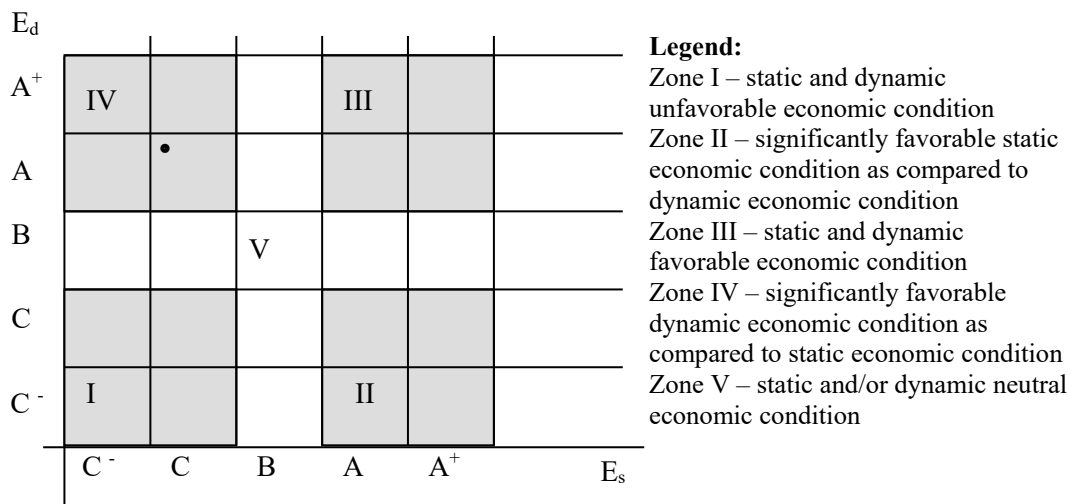 E_d
A⁺
A
B
C
C ⁻
IV
III
V
I
II
C ⁻
C
B
A
A⁺
E_s
Legend:
Zone I – static and dynamic
unfavorable economic condition
Zone II – significantly favorable static
economic condition as compared to
dynamic economic condition
Zone III – static and dynamic
favorable economic condition
Zone IV – significantly favorable
dynamic economic condition as
compared to static economic condition
Zone V – static and/or dynamic neutral
economic condition